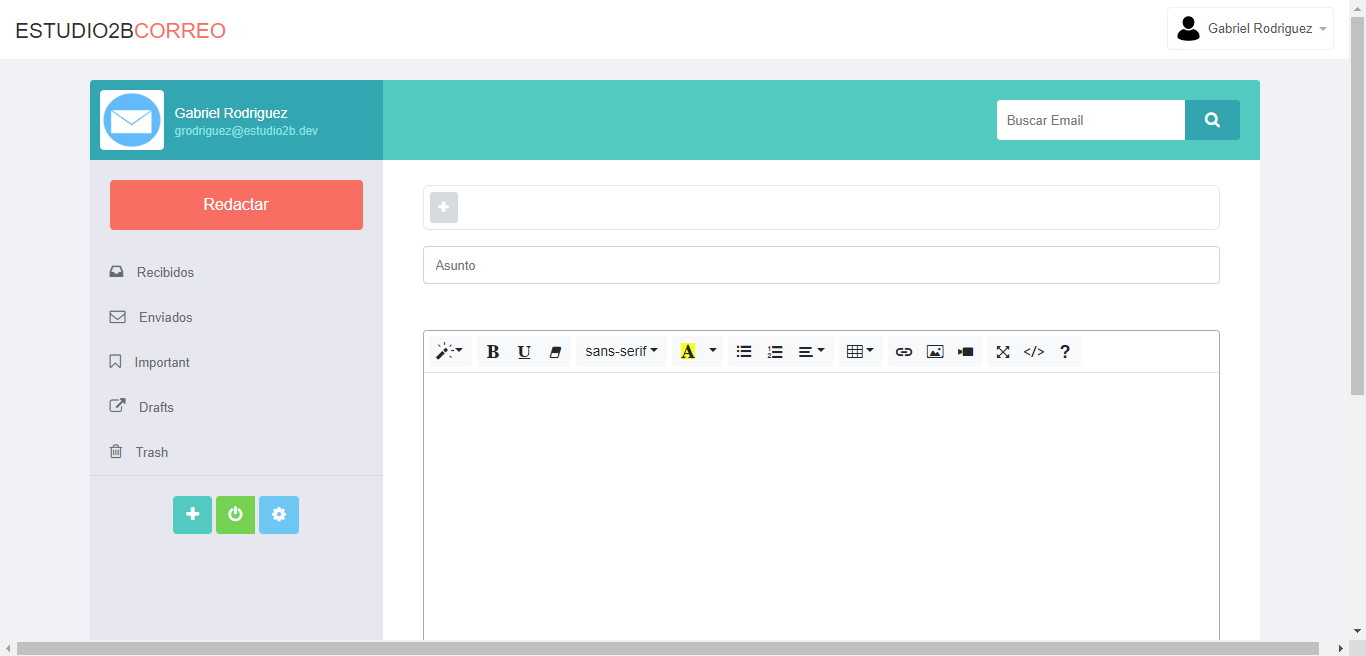 ESTUDIO2BCORREO
Gabriel Rodriguez
Gabriel Rodriguez
grodriguez@estudio2b.dev
Buscar Email
Redactar
Recibidos
Enviados
Important
Drafts
Trash
Asunto
B U sans-serif A </> ?